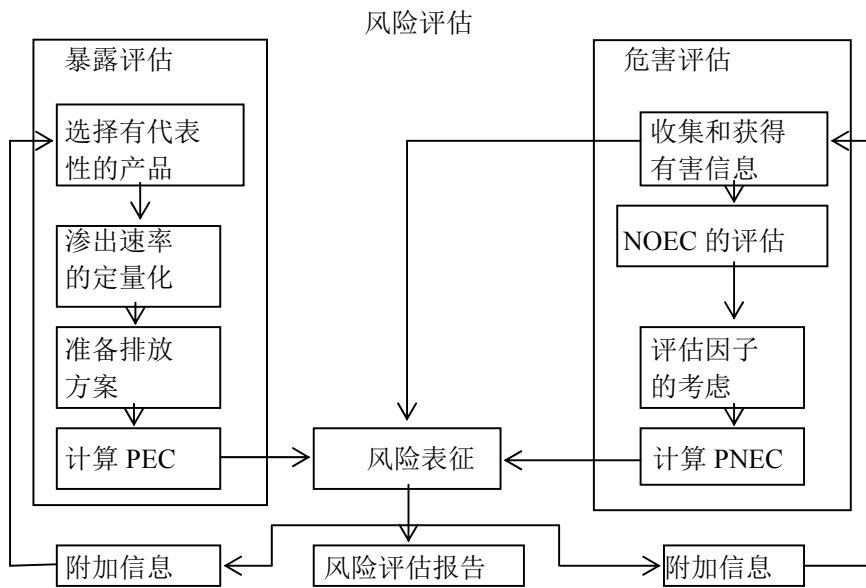 风险评估
暴露评估
选择有代表
性的产品
渗出速率
的定量化
准备排放
方案
计算 PEC
附加信息
风险表征
风险评估报告
危害评估
收集和获得
有害信息
NOEC 的评估
评估因子
的考虑
计算 PNEC
附加信息